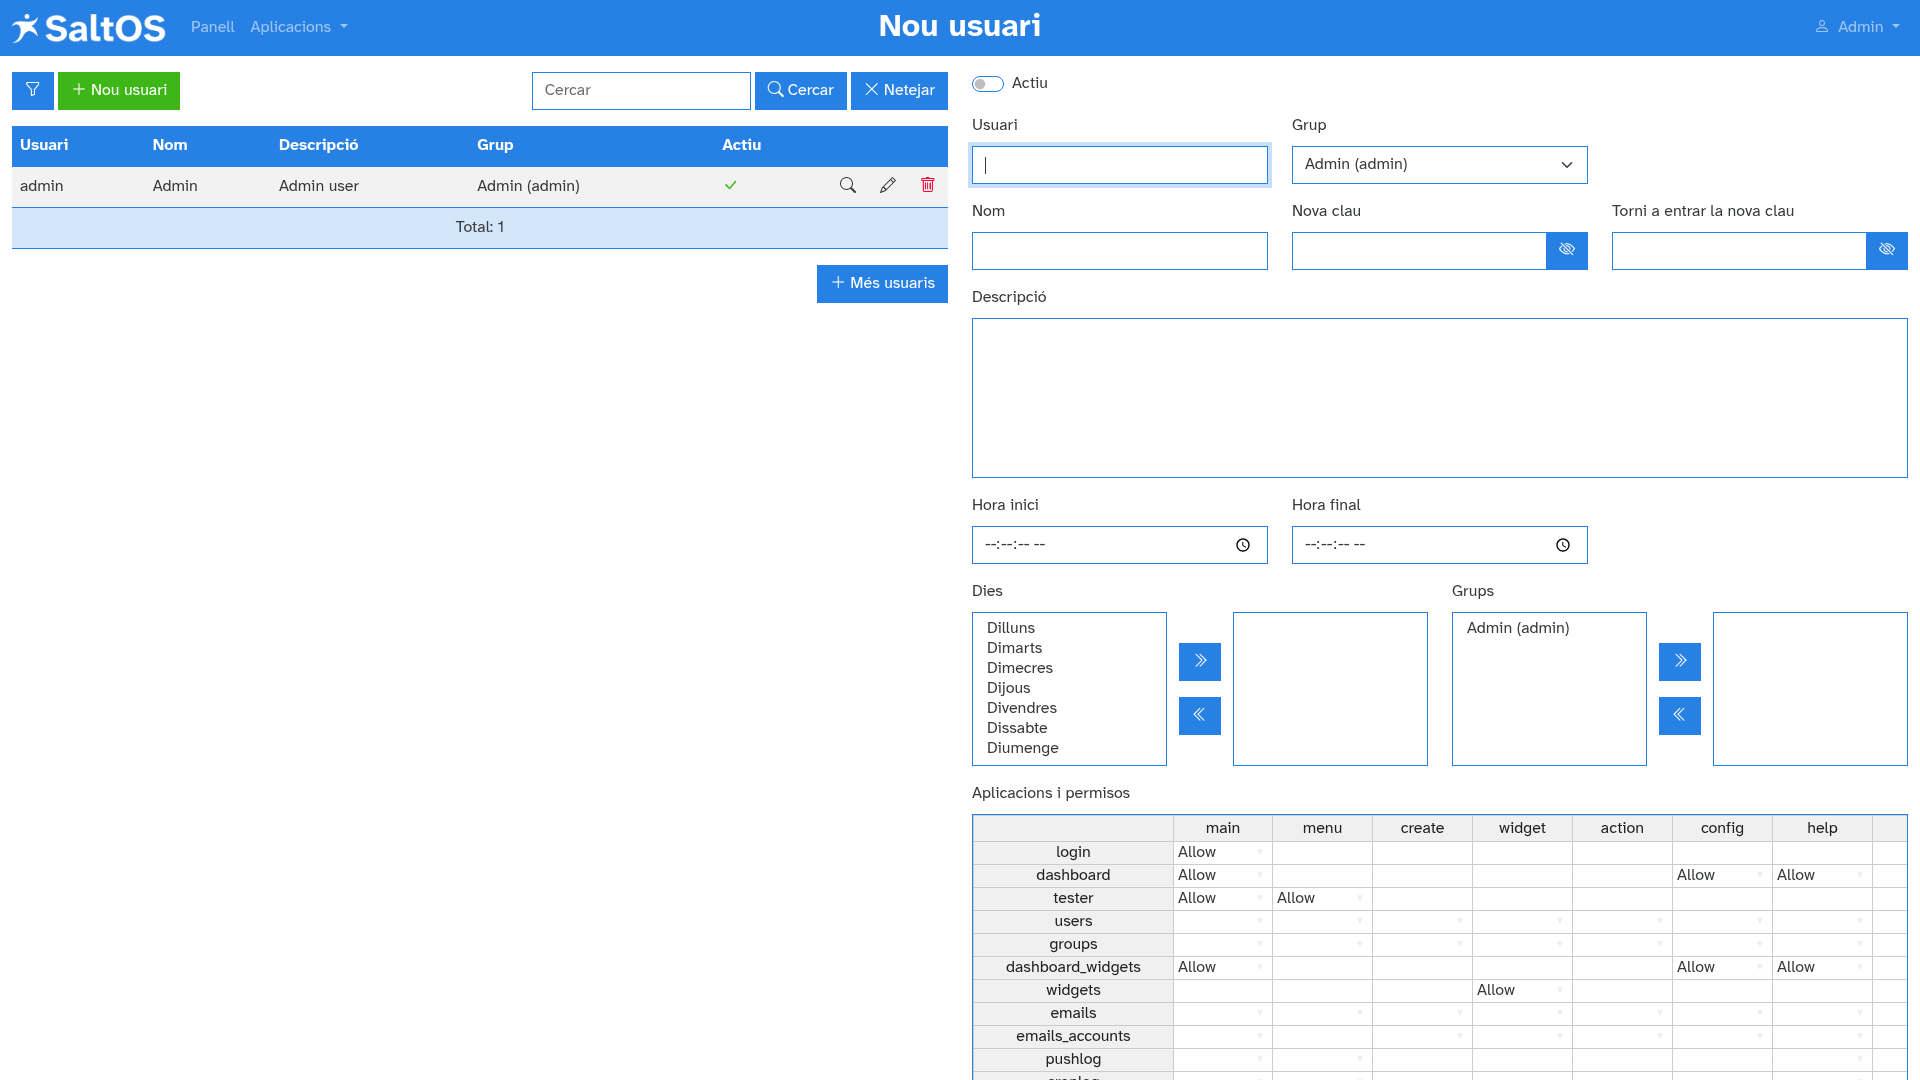 SaltOS Panell Aplicacions Nou usuari Admin
Nou usuari Cercar Cercar Netejar
Usuari Nom Descripció Grup Actiu
admin Admin Admin user Admin (admin)
Total: 1
Més usuaris
Actiu
Usuari Grup
Admin (admin)
Nom Nova clau Torni a entrar la nova clau
Descripció
Hora inici Hora final
--:--:-- -- --:--:-- --
Dies Grups
Dilluns Admin (admin)
Dimarts
Dimecres
Dijous
Divendres
Dissabte
Diumenge
Aplicacions i permisos
main menu create widget action config help
login Allow
dashboard Allow Allow Allow
tester Allow Allow
users
groups
dashboard_widgets Allow Allow Allow
widgets Allow
emails
emails_accounts
pushlog